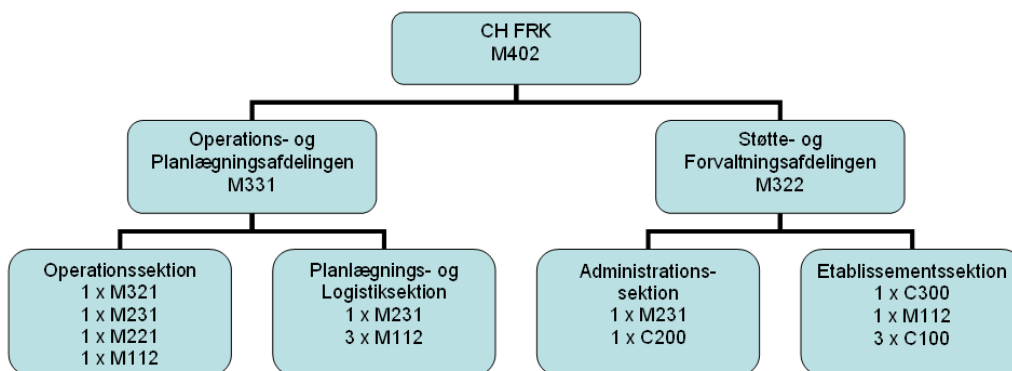 CH FRK
M402
Operations- og
Planlægningsafdelingen
M331
Støtte- og
Forvaltningsafdelingen
M322
Operationssektion
1 x M321
1 x M231
1 x M221
1 x M112
Planlægnings- og
Logistiksektion
1 x M231
3 x M112
Administrations-
sektion
1 x M231
1 x C200
Etablissementssektion
1 x C300
1 x M112
3 x C100